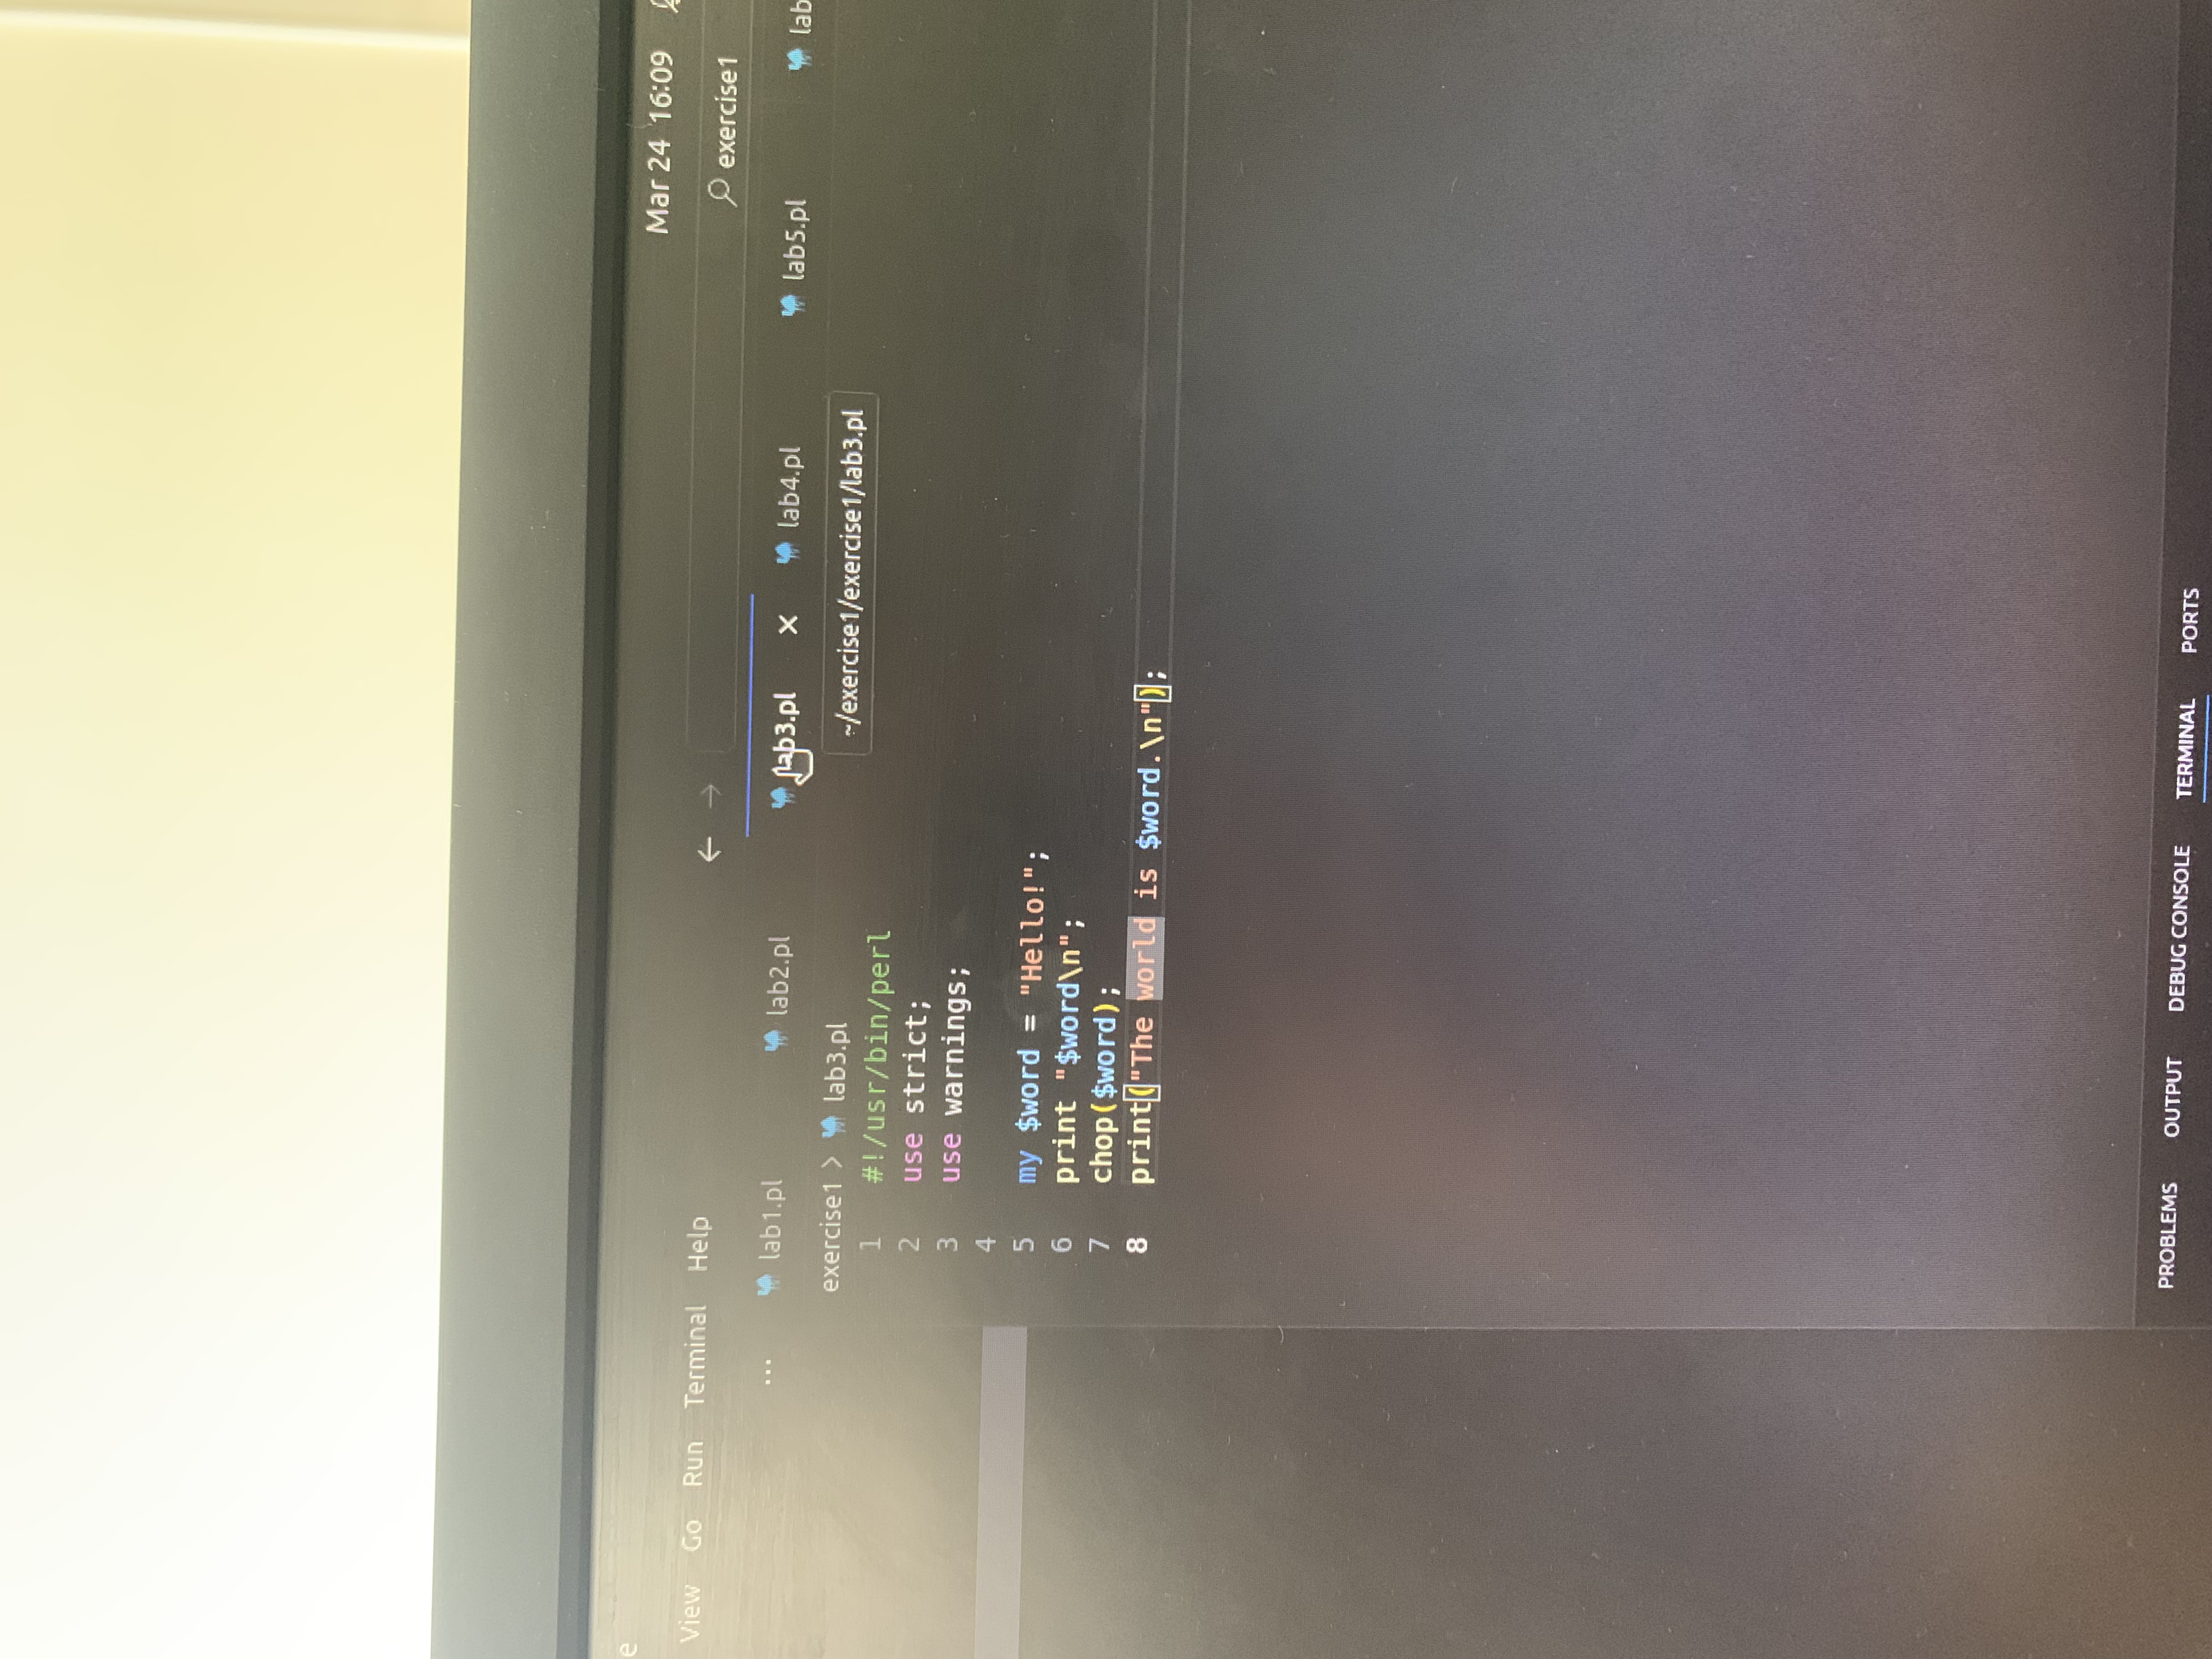 e
Mar 24 16:09
View Go Run Terminal Help
exercise1
... lab1.pl lab2.pl lab3.pl lab4.pl lab5.pl lab
exercise1 > lab3.pl
~/exercise1/exercise1/lab3.pl
1 #!/usr/bin/perl
2 use strict;
3 use warnings;
4
5 my $word = "Hello!";
6 print "$word\n";
7 chop($word);
8 print("The world is $word.\n");
PROBLEMS OUTPUT DEBUG CONSOLE TERMINAL PORTS